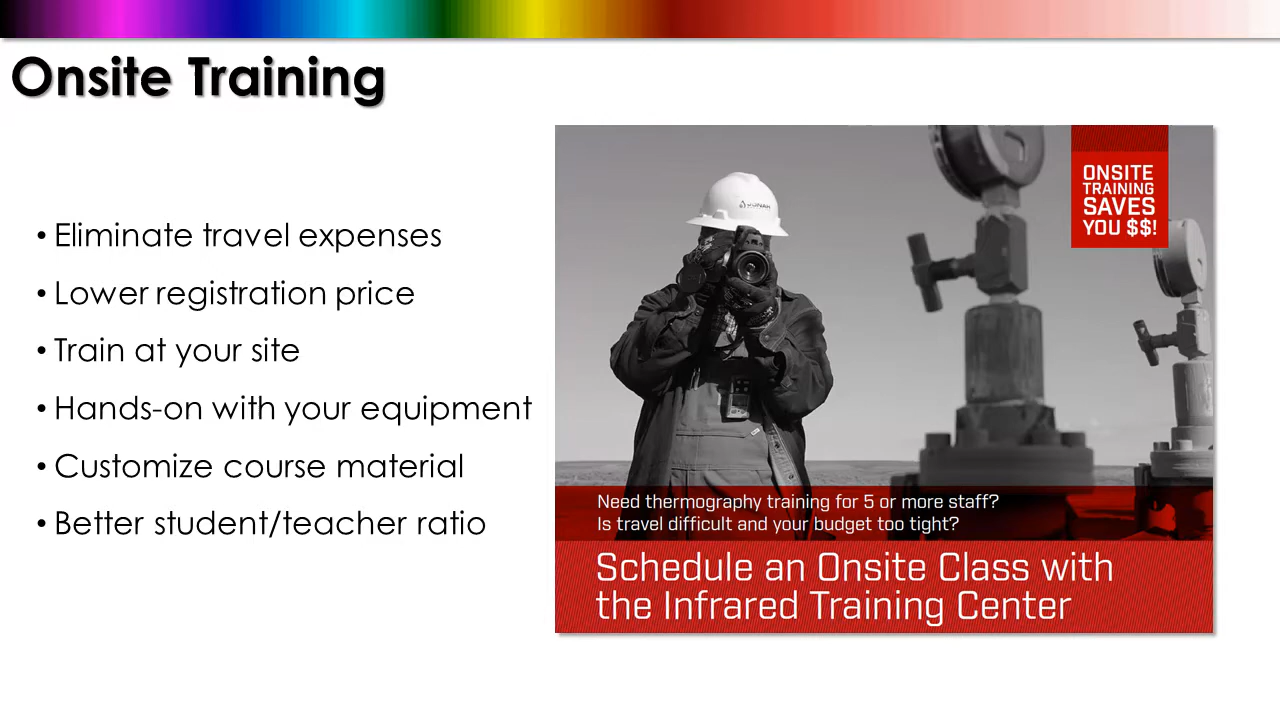 Onsite Training
• Eliminate travel expenses
• Lower registration price
• Train at your site
• Hands-on with your equipment
• Customize course material
• Better student/teacher ratio
ONSITE
TRAINING
SAVES
YOU $$!
Need thermography training for 5 or more staff?
Is travel difficult and your budget too tight?
Schedule an Onsite Class with
the Infrared Training Center